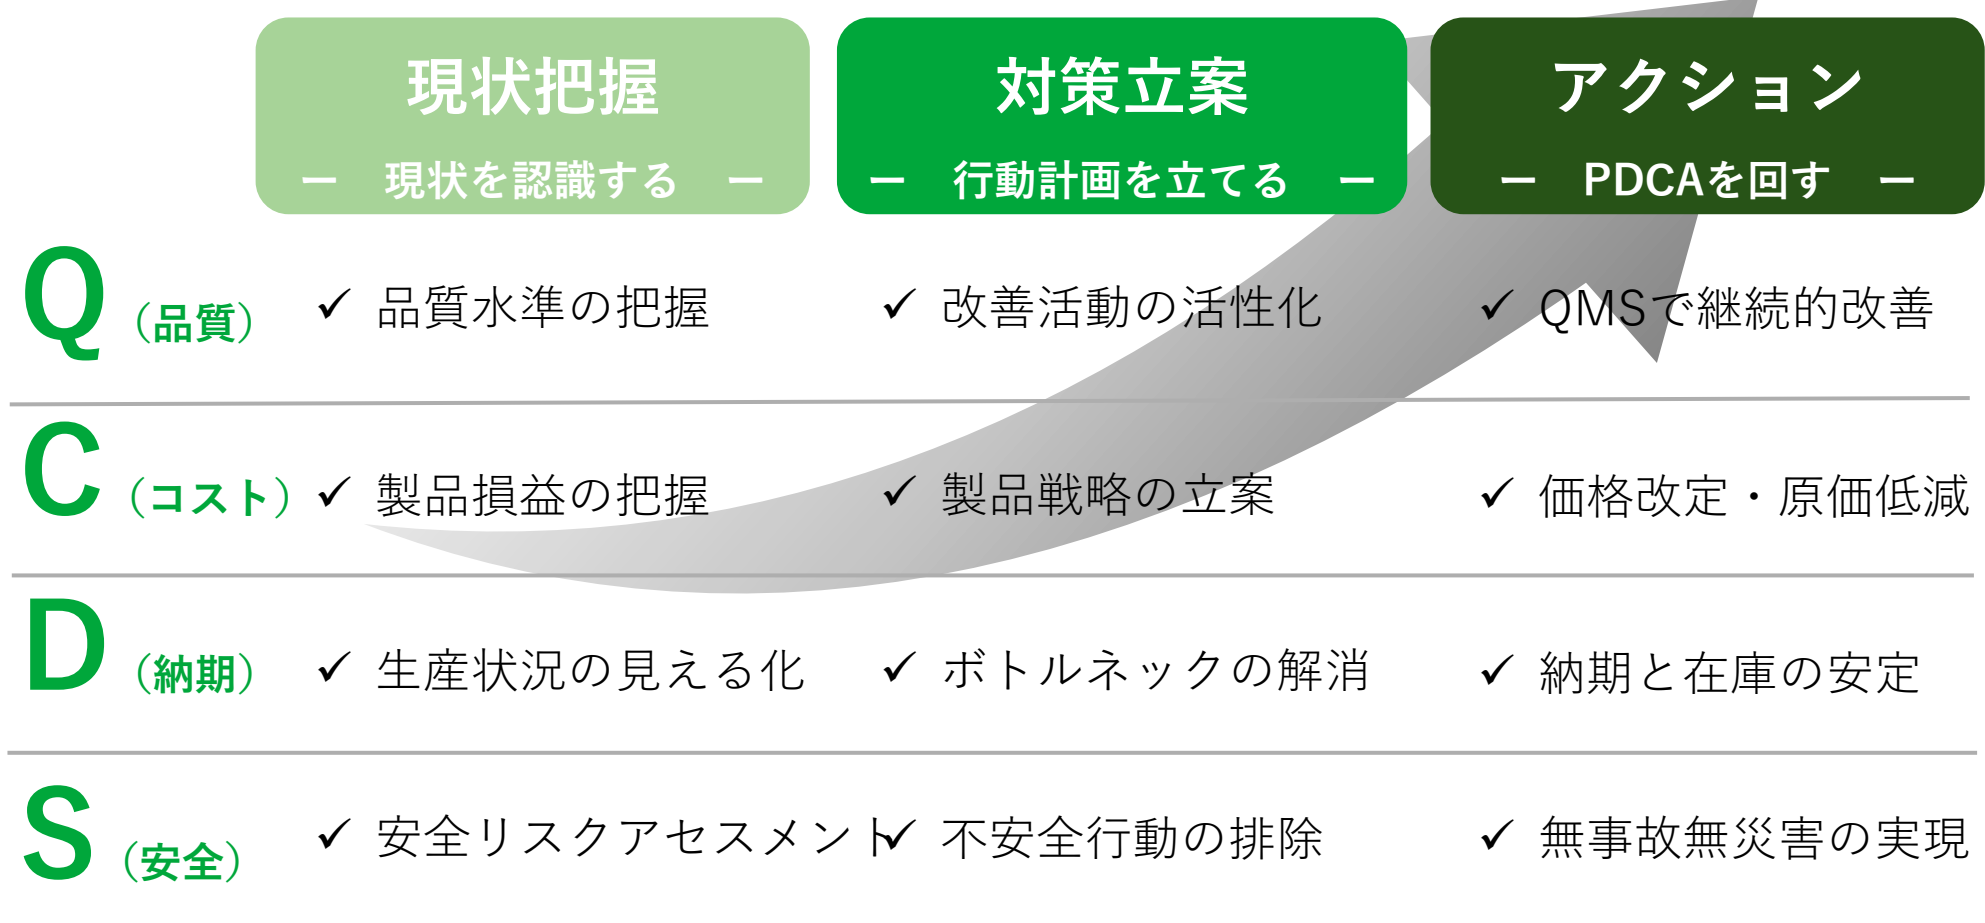 現状把握
ー 現状を認識する ー
対策立案
ー 行動計画を立てる ー
アクション
ー PDCAを回す ー
Q（品質） ✓ 品質水準の把握 ✓ 改善活動の活性化 ✓ QMSで継続的改善
C（コスト） ✓ 製品損益の把握 ✓ 製品戦略の立案 ✓ 価格改定・原価低減
D（納期） ✓ 生産状況の見える化 ✓ ボトルネックの解消 ✓ 納期と在庫の安定
S（安全） ✓ 安全リスクアセスメント ✓ 不安全行動の排除 ✓ 無事故無災害の実現